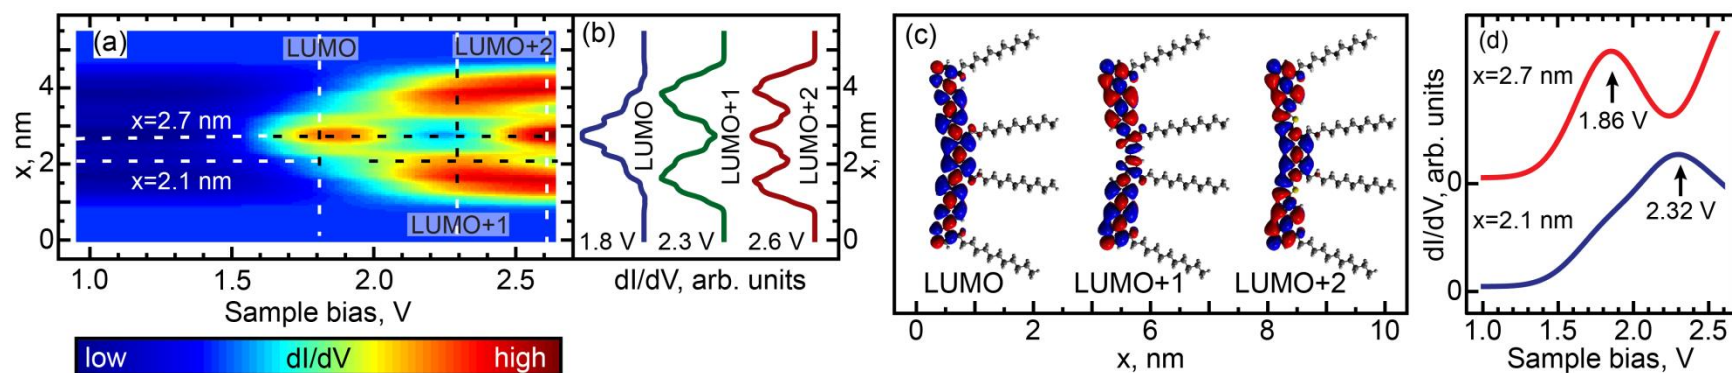 (a)
LUMO
LUMO+2
x=2.7 nm
x=2.1 nm
LUMO+1
x, nm
4
2
0
1.0
1.5
2.0
2.5
Sample bias, V
low
dI/dV
high
(b)
LUMO
LUMO+1
LUMO+2
1.8 V
2.3 V
2.6 V
dI/dV, arb. units
4
2
0
x, nm
(c)
LUMO
LUMO+1
LUMO+2
0
2
4
6
8
10
x, nm
(d)
x=2.7 nm
1.86 V
0
x=2.1 nm
2.32 V
0
dI/dV, arb. units
1.0
1.5
2.0
2.5
Sample bias, V